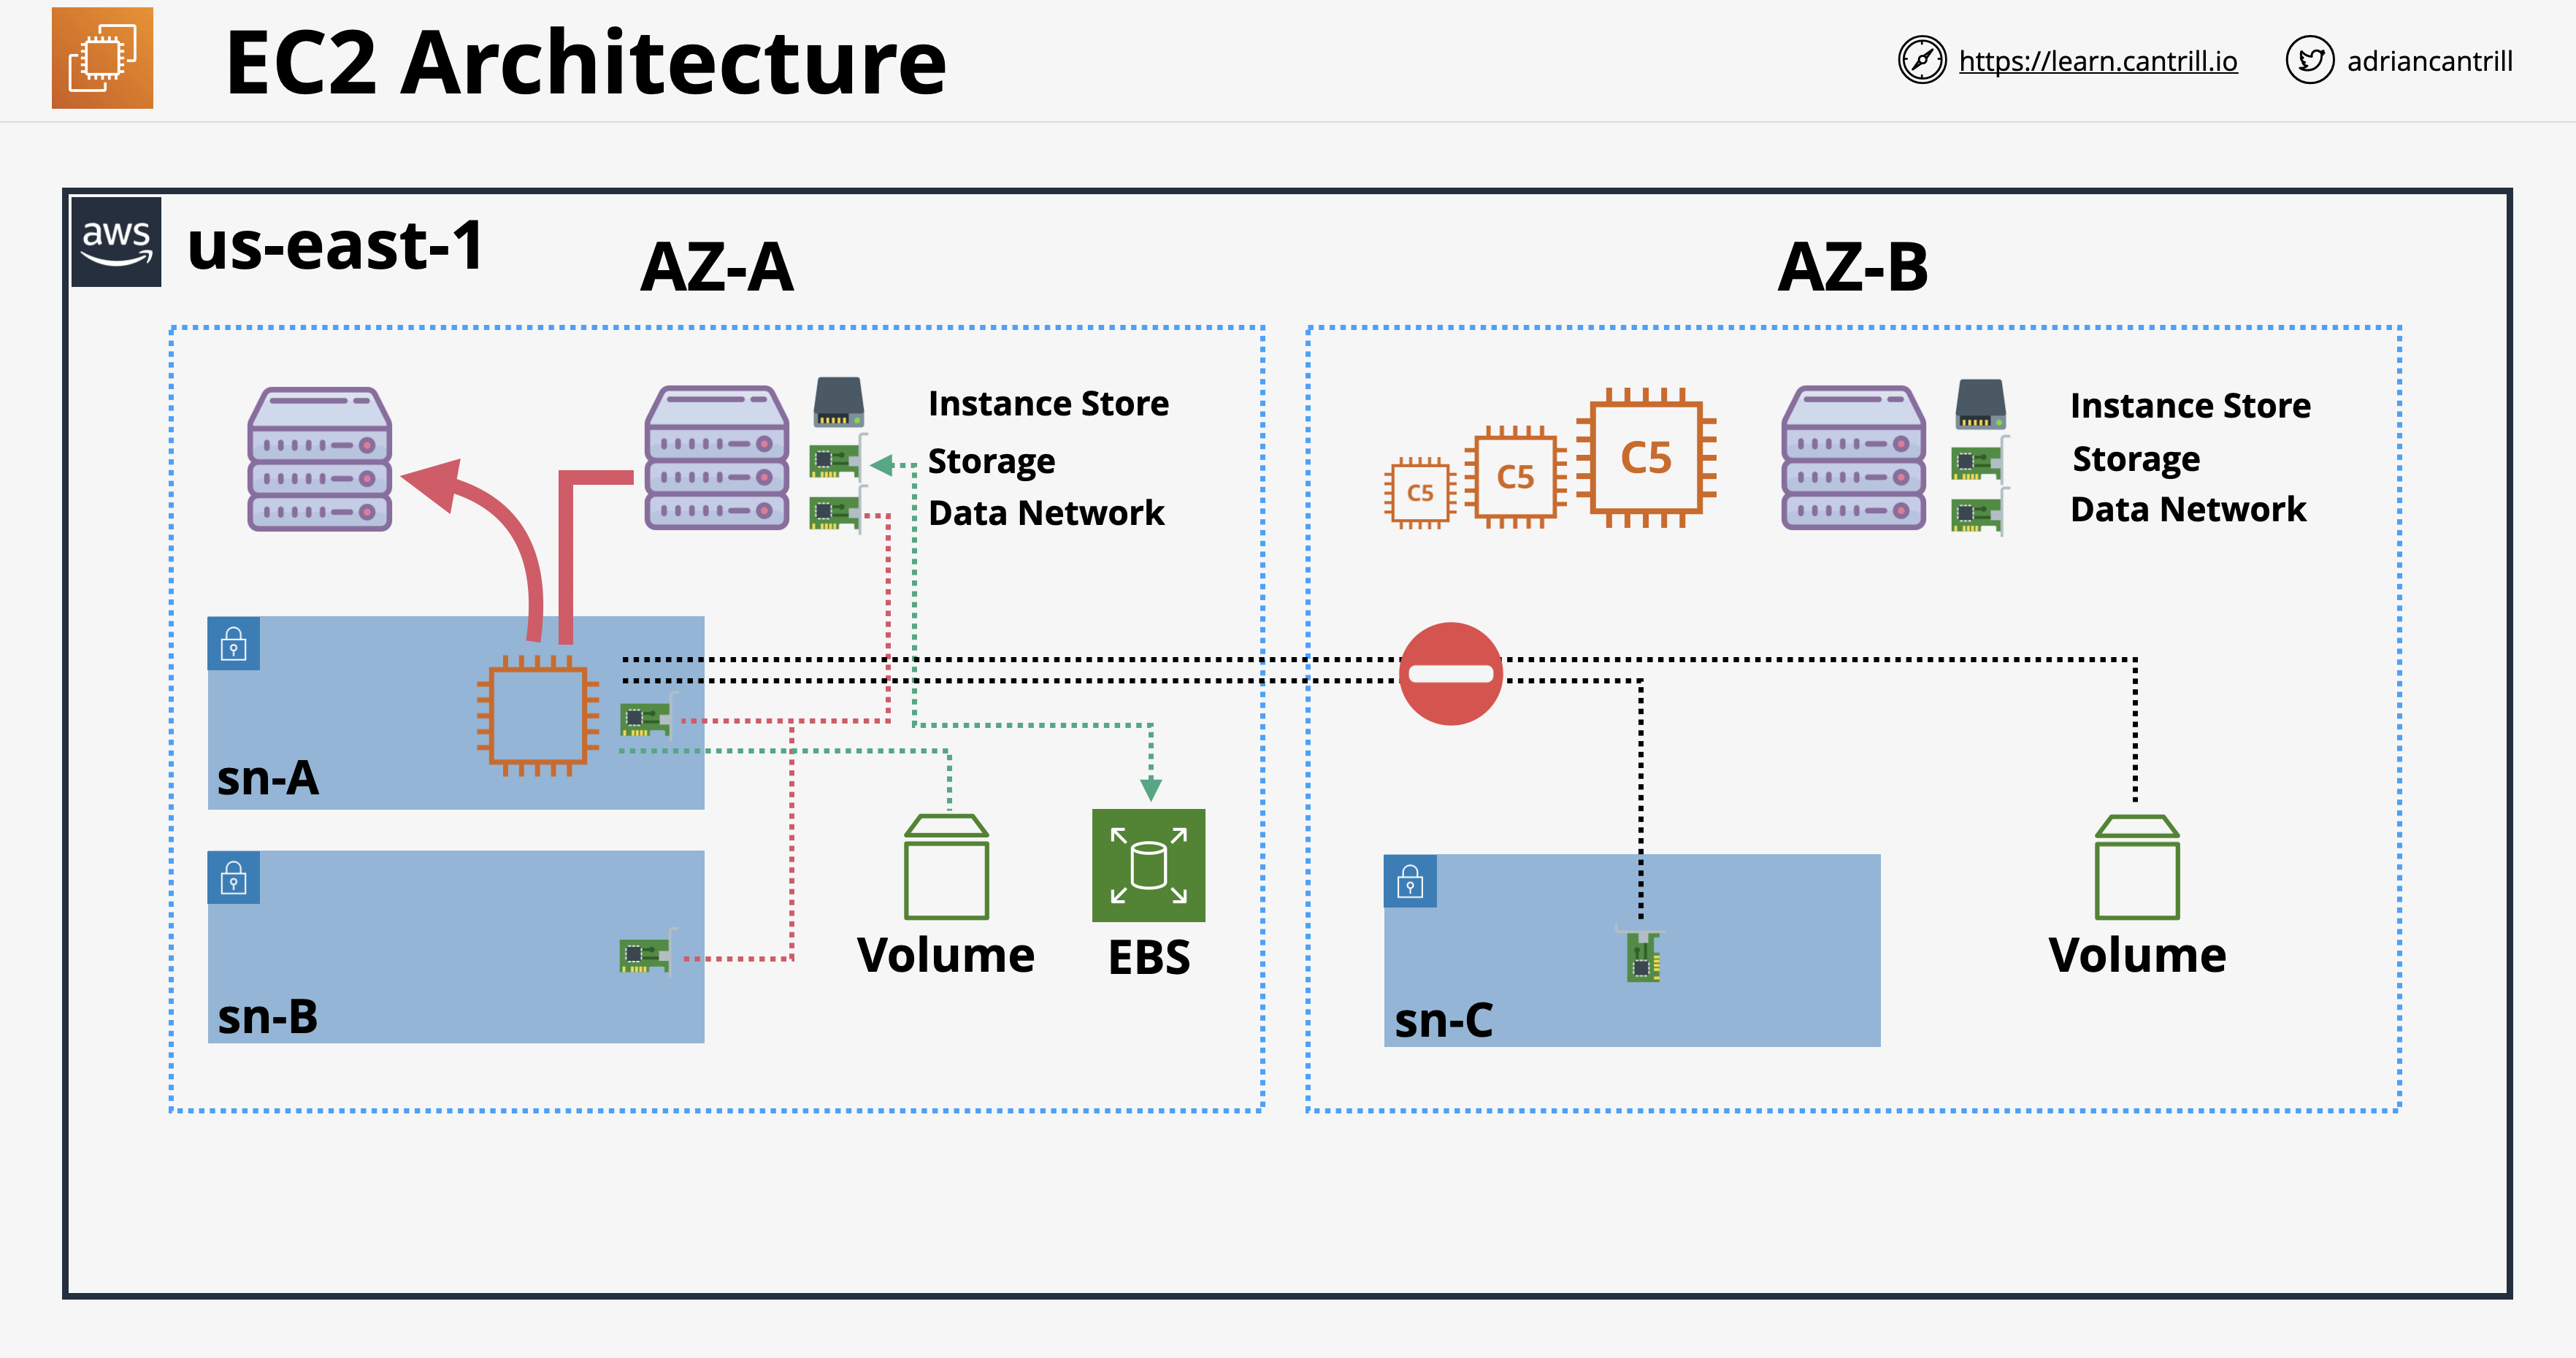 EC2 Architecture
https://learn.cantrill.io
adriancantrill
aws
us-east-1
AZ-A
AZ-B
Instance Store
Storage
Data Network
C5
C5
C5
Instance Store
Storage
Data Network
sn-A
sn-B
Volume
EBS
sn-C
Volume